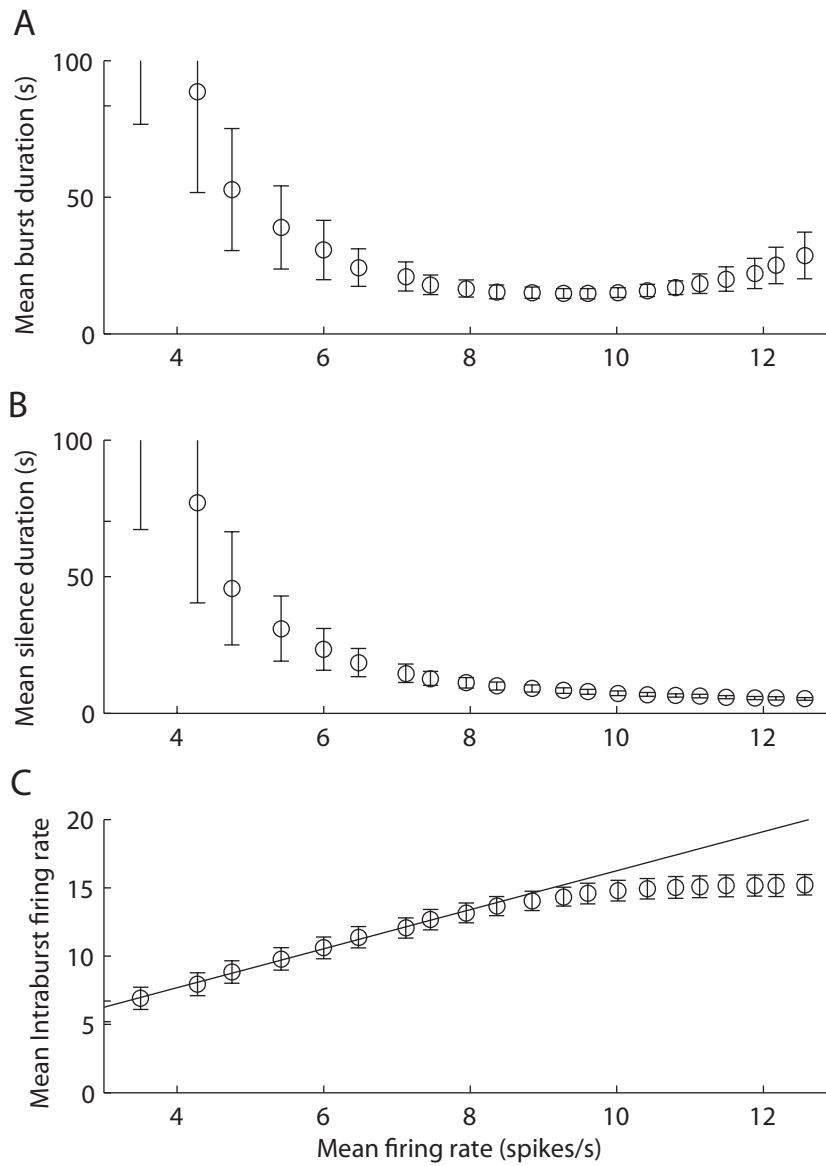 A
Mean burst duration (s)
100
50
0
4 6 8 10 12
B
Mean silence duration (s)
100
50
0
4 6 8 10 12
C
Mean Intraburst firing rate
20
15
10
5
0
4 6 8 10 12
Mean firing rate (spikes/s)